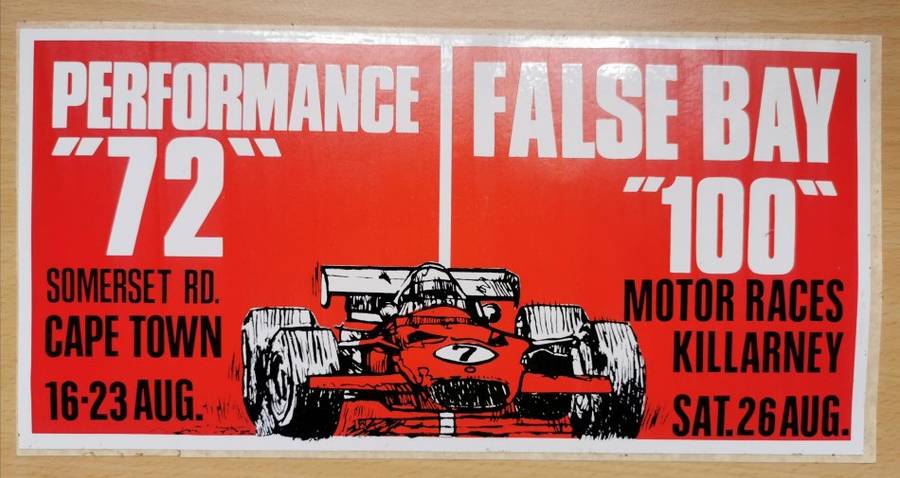 PERFORMANCE
"72"
SOMERSET RD.
CAPE TOWN
16-23 AUG.
FALSE BAY
"100"
MOTOR RACES
KILLARNEY
SAT. 26 AUG.
7